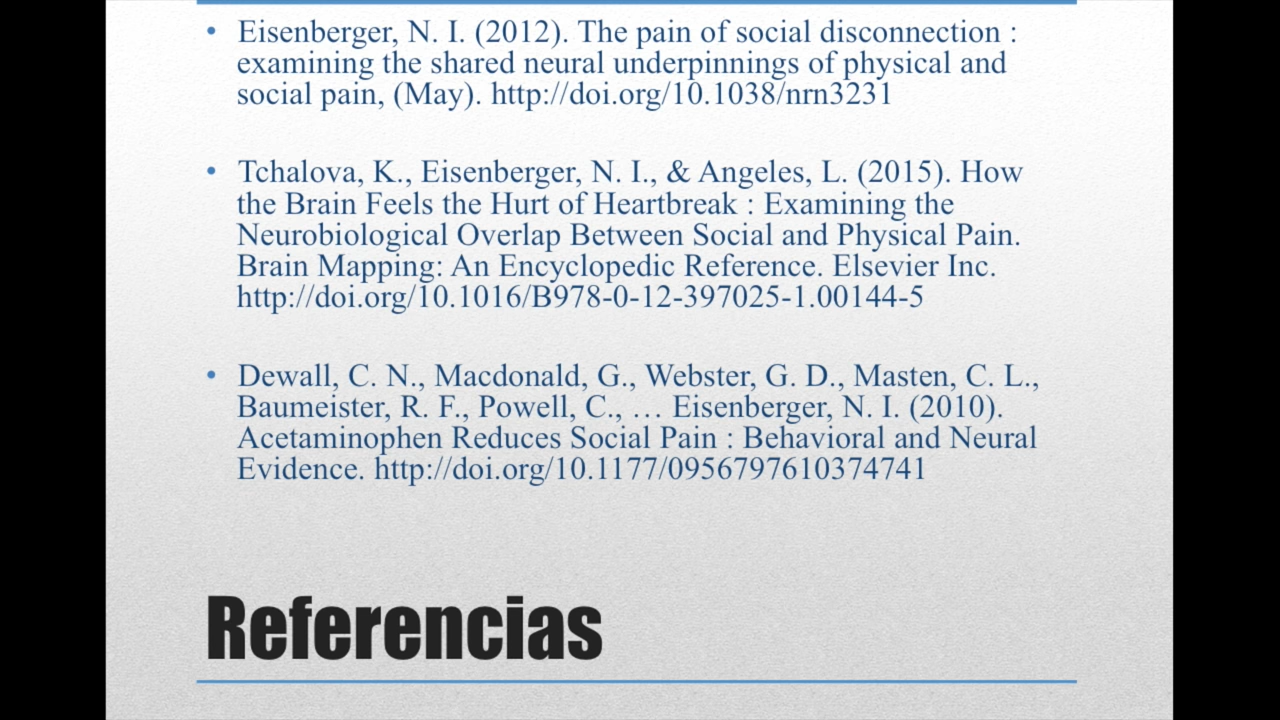 • Eisenberger, N. I. (2012). The pain of social disconnection :
examining the shared neural underpinnings of physical and
social pain, (May). http://doi.org/10.1038/nrn3231
• Tchalova, K., Eisenberger, N. I., & Angeles, L. (2015). How
the Brain Feels the Hurt of Heartbreak : Examining the
Neurobiological Overlap Between Social and Physical Pain.
Brain Mapping: An Encyclopedic Reference. Elsevier Inc.
http://doi.org/10.1016/B978-0-12-397025-1.00144-5
• Dewall, C. N., Macdonald, G., Webster, G. D., Masten, C. L.,
Baumeister, R. F., Powell, C., … Eisenberger, N. I. (2010).
Acetaminophen Reduces Social Pain : Behavioral and Neural
Evidence. http://doi.org/10.1177/0956797610374741
Referencias